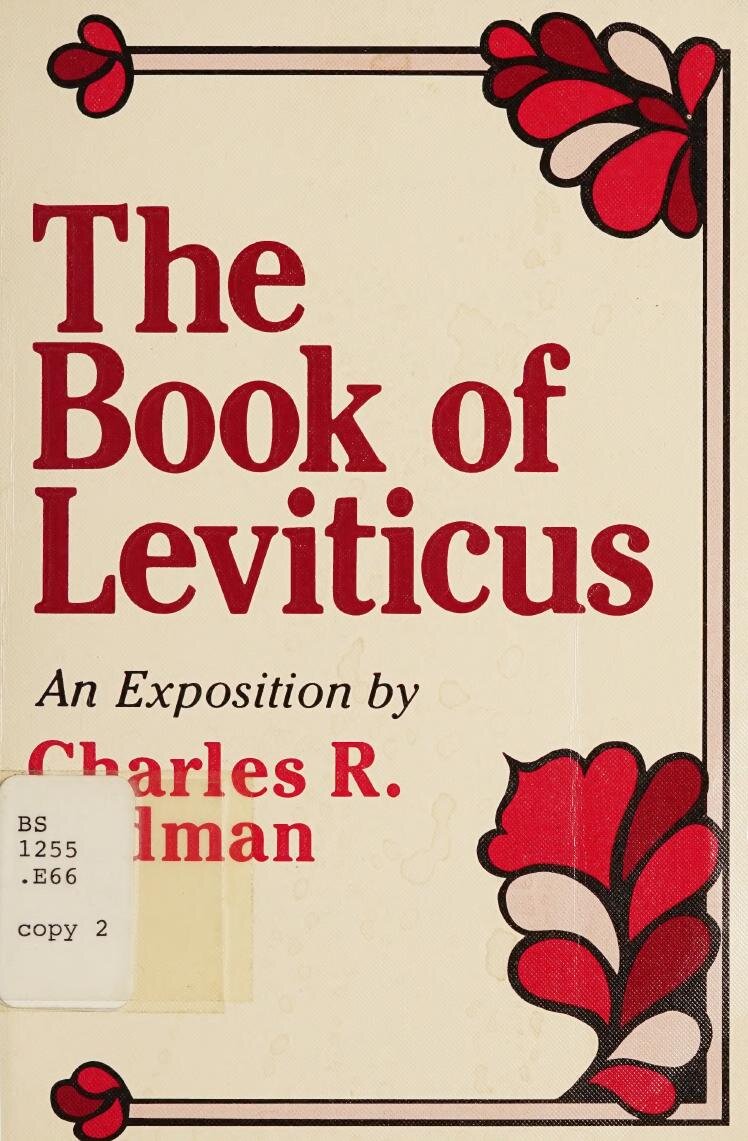 The
Book of
Leviticus
An Exposition by
Charles R.
dman
BS
1255
.E66
copy 2